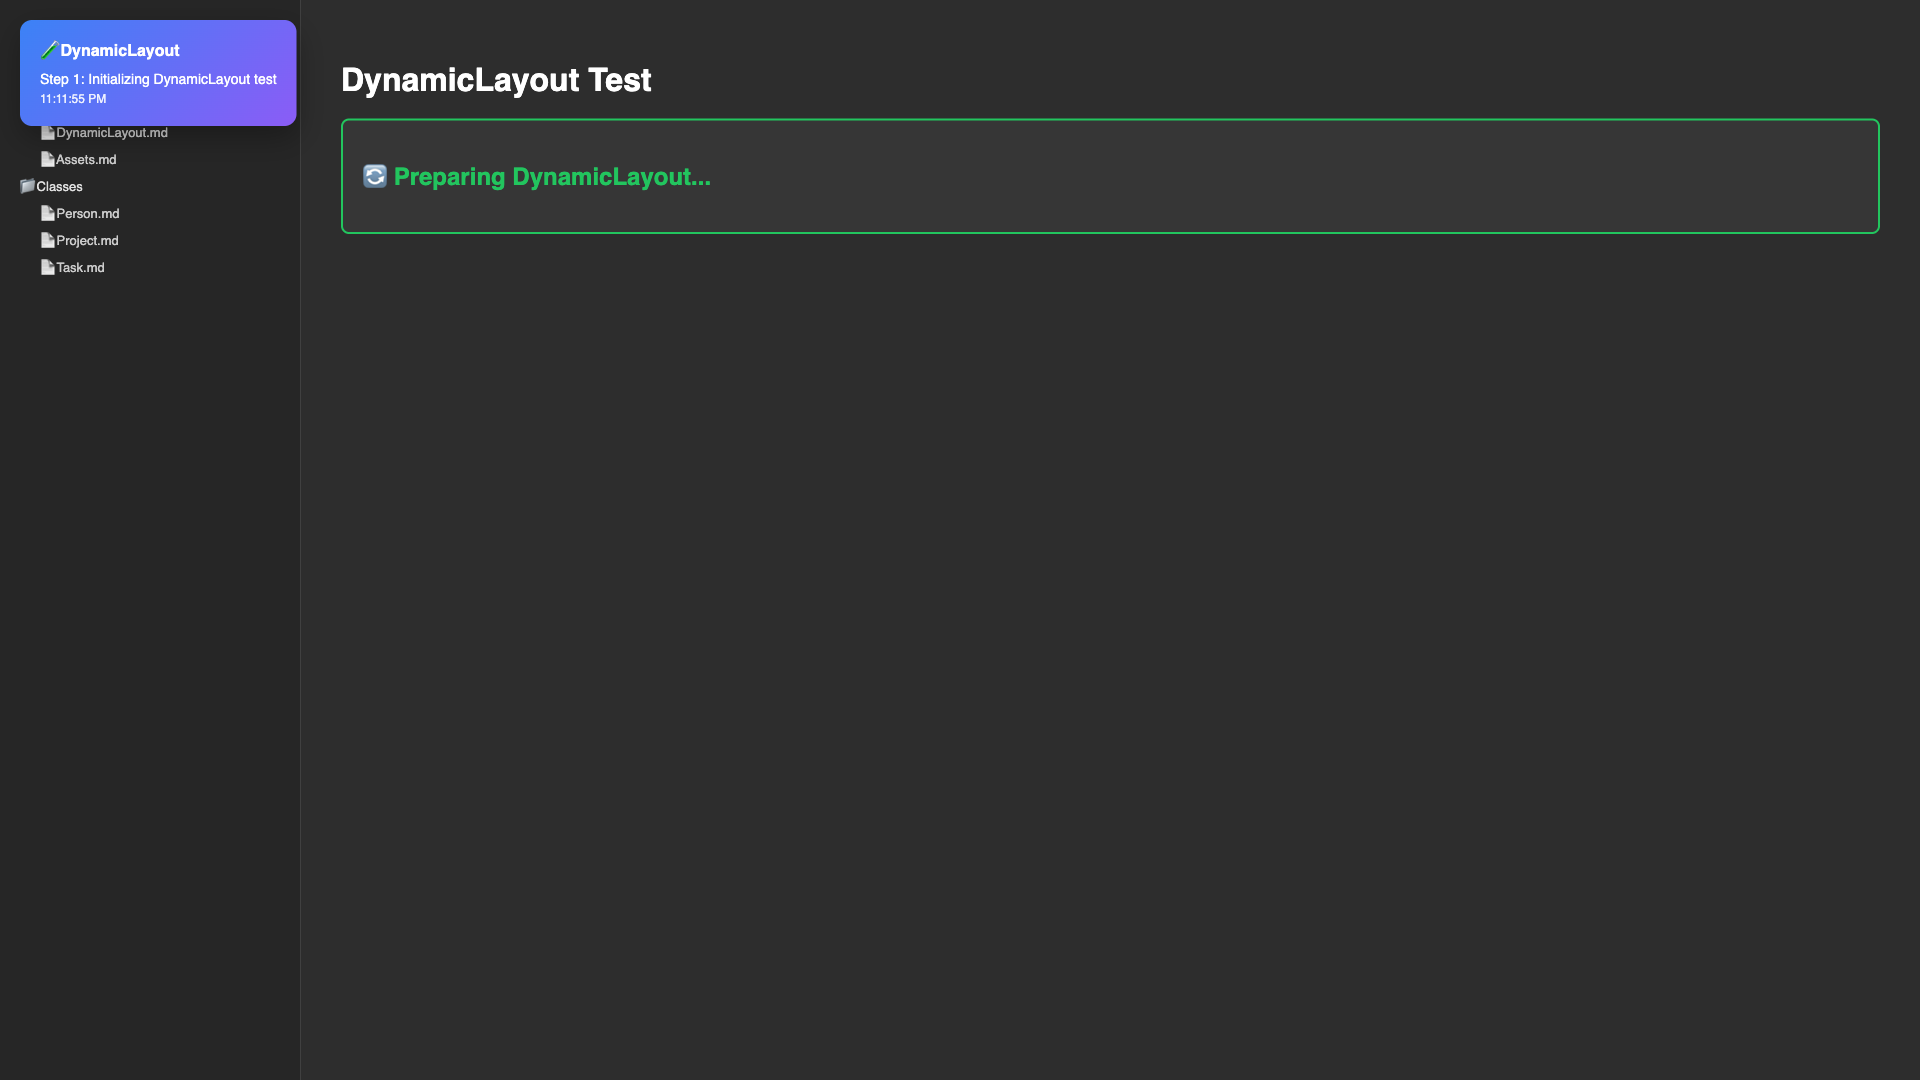 DynamicLayout
Step 1: Initializing DynamicLayout test
11:11:55 PM
DynamicLayout.md
Assets.md
Classes
Person.md
Project.md
Task.md
DynamicLayout Test
Preparing DynamicLayout...